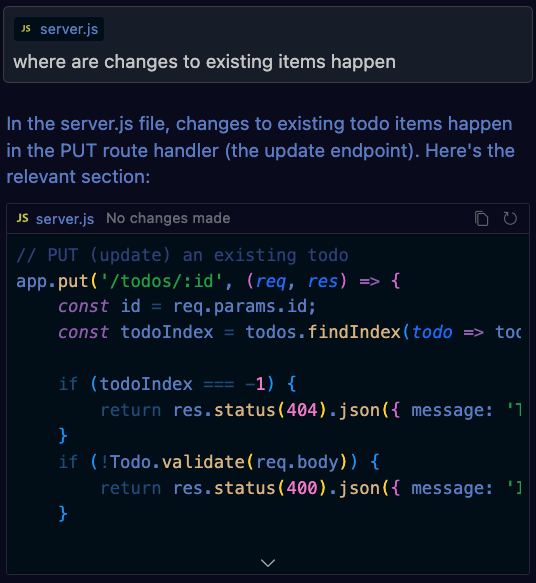 JS server.js
where are changes to existing items happen
In the server.js file, changes to existing todo items happen
in the PUT route handler (the update endpoint). Here's the
relevant section:
JS server.js No changes made
// PUT (update) an existing todo
app.put('/todos/:id', (req, res) => {
    const id = req.params.id;
    const todoIndex = todos.findIndex(todo => tod
    if (todoIndex === -1) {
        return res.status(404).json({ message: 'T
    }
    if (!Todo.validate(req.body)) {
        return res.status(400).json({ message: 'I
    }